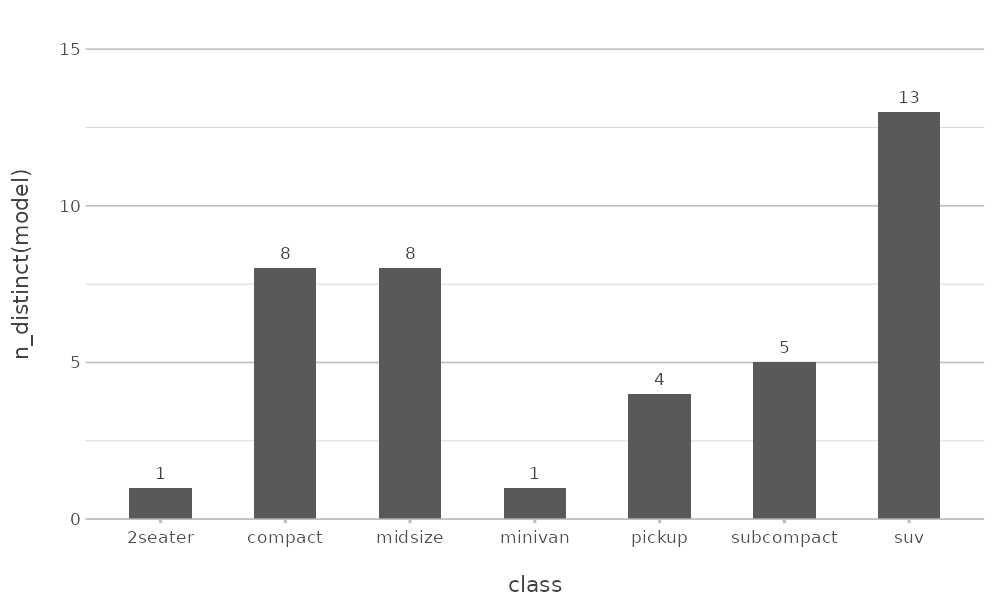 15
10
5
0
n_distinct(model)
1
8
8
1
4
5
13
2seater
compact
midsize
minivan
pickup
subcompact
suv
class